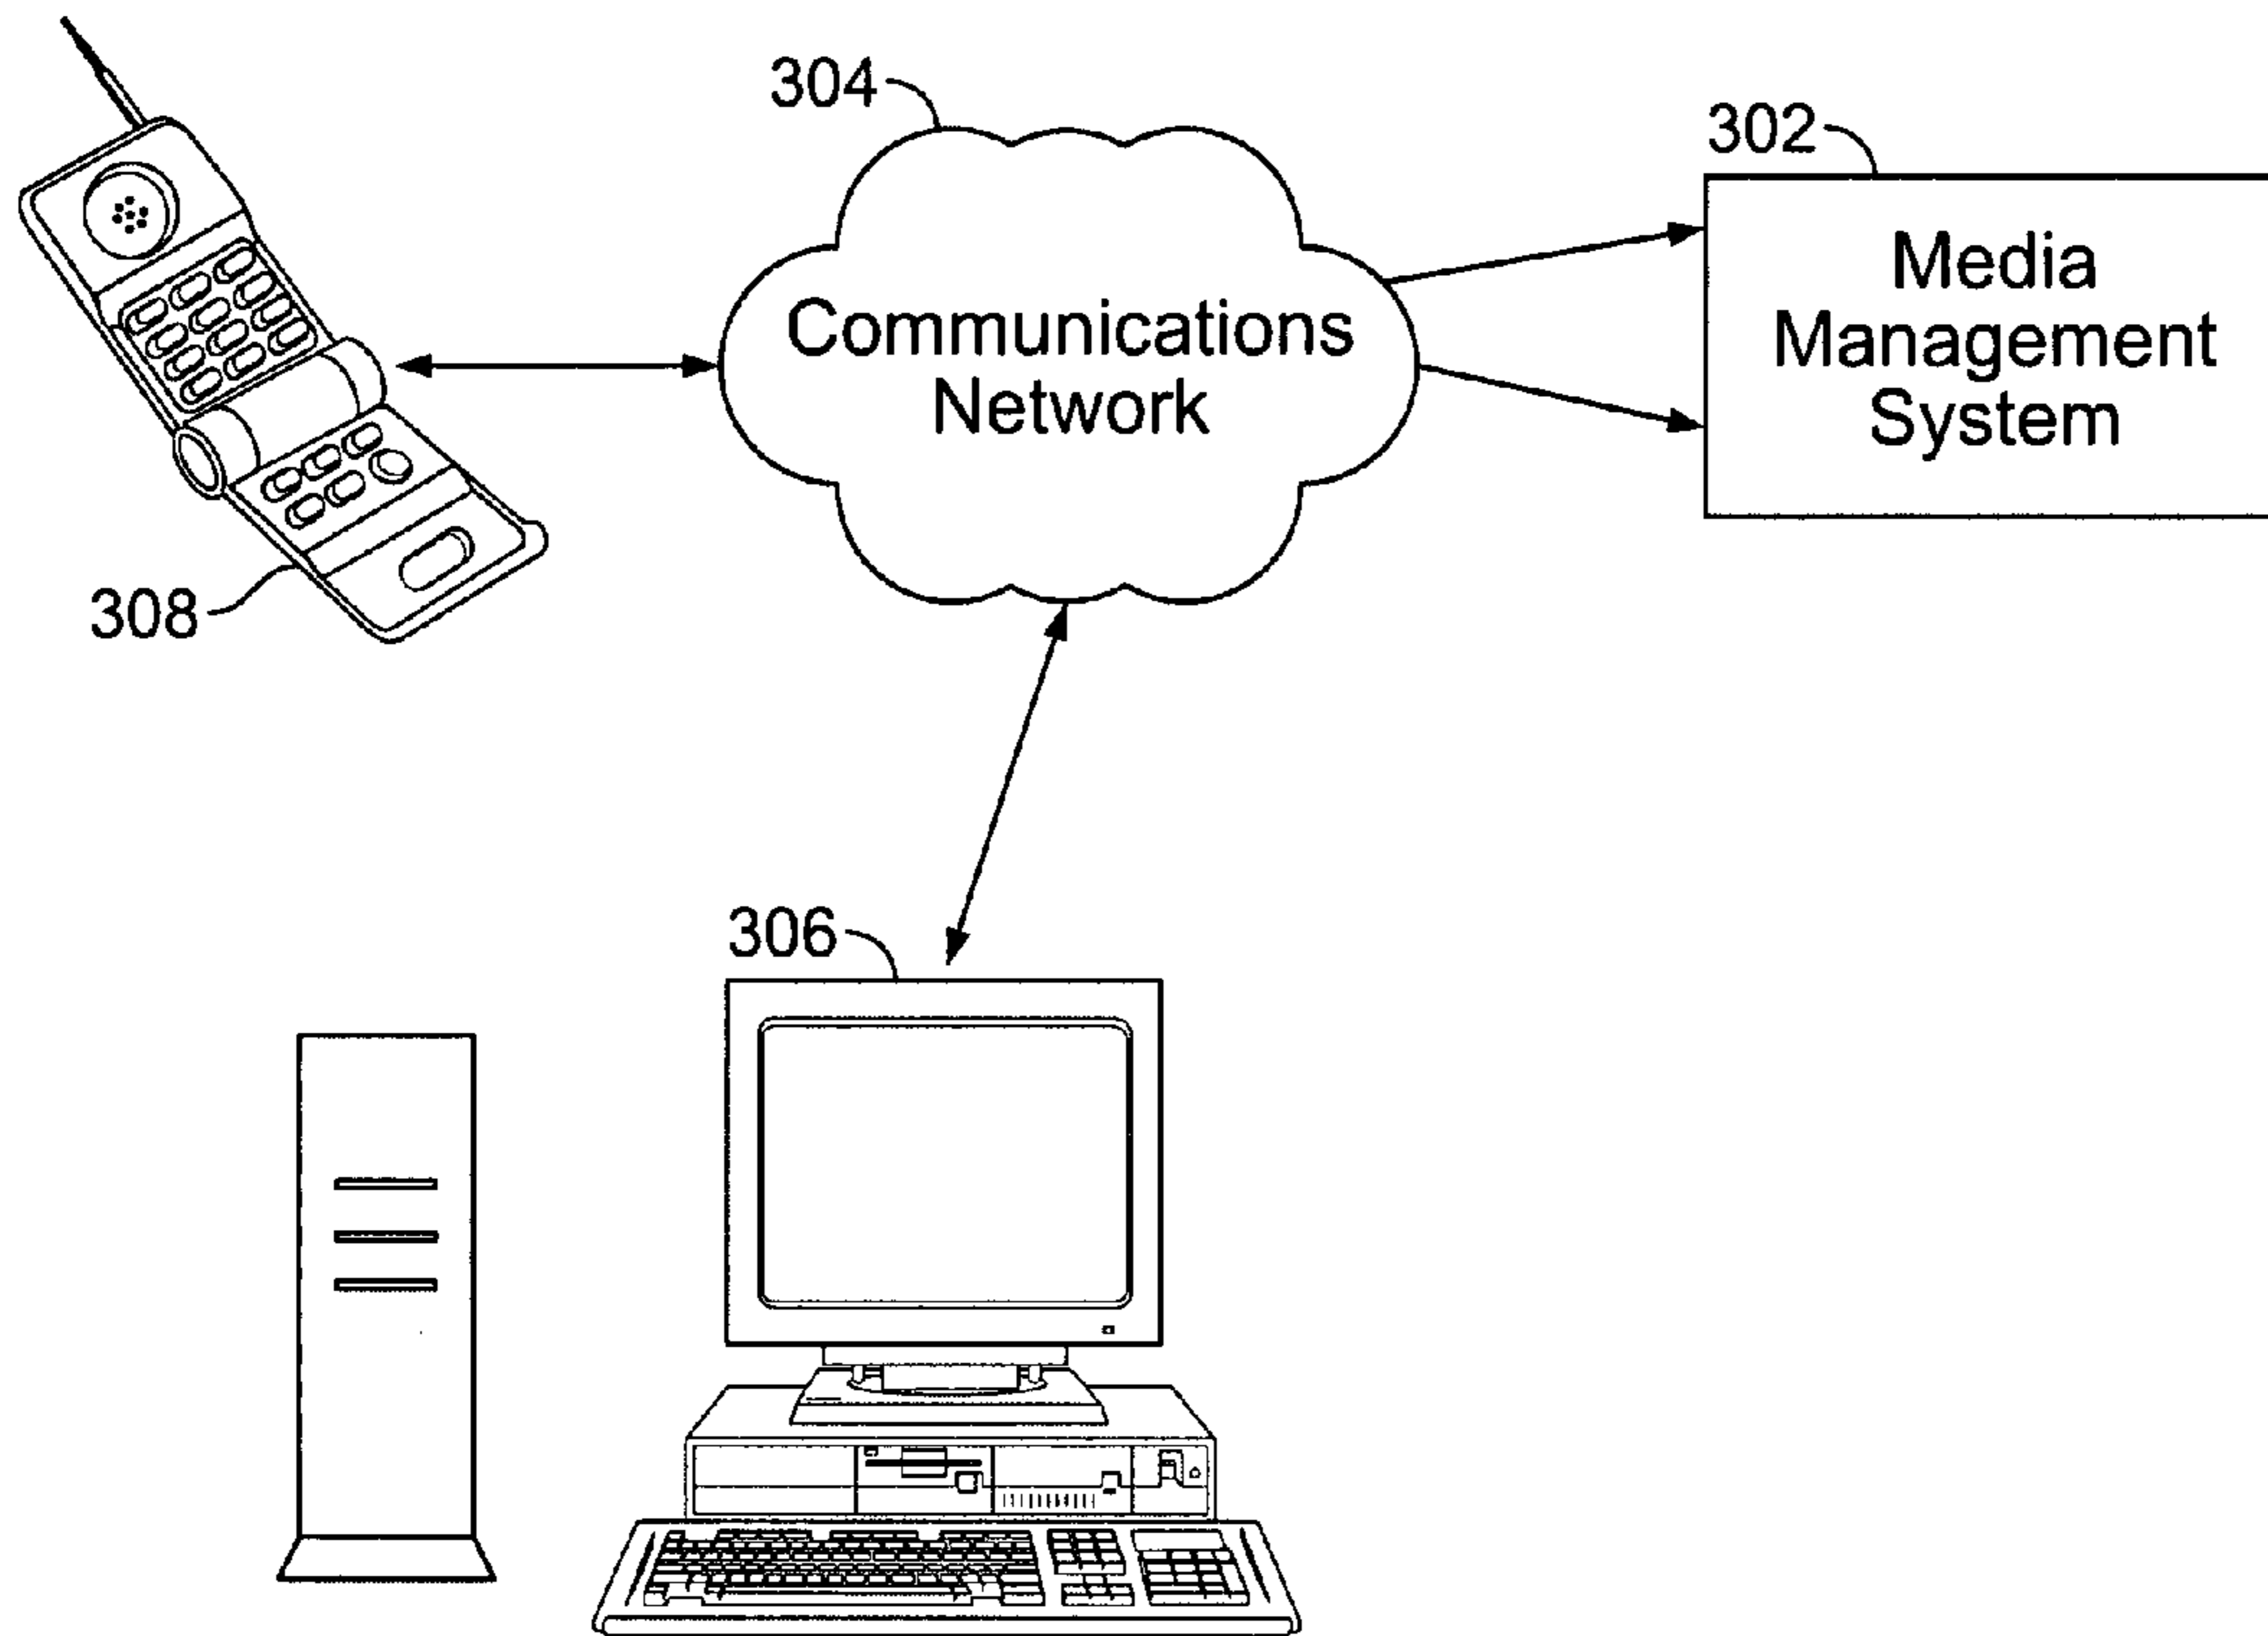 304
302
Media
Management
System
Communications
Network
308
306